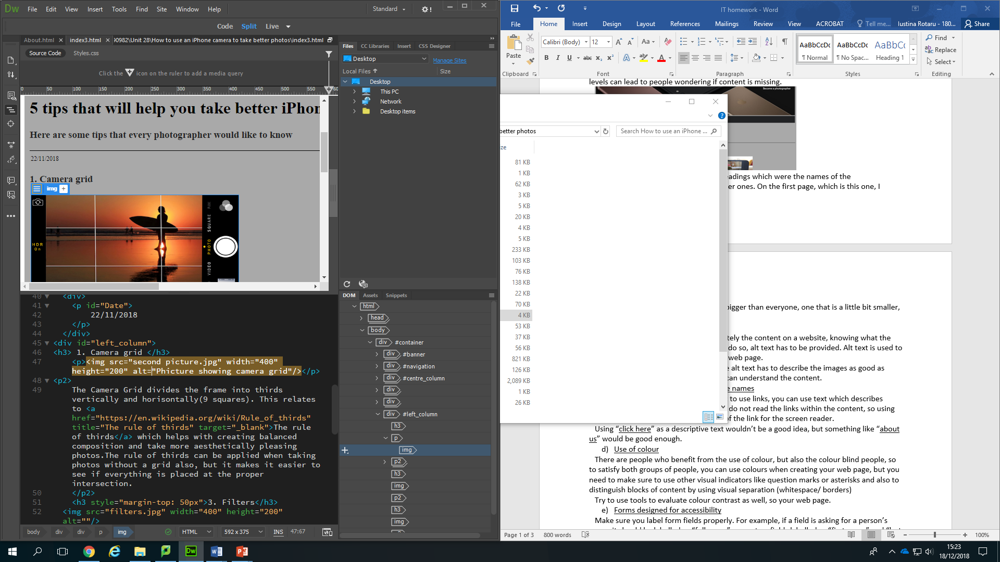 Dw File Edit View Insert Tools Find Site Window Help Standard
Code Split Live
About.html index3.html 90982\Unit 28\How to use an iPhone camera to take better photos\index3.html
Source Code Styles.css
Click the icon on the ruler to add a media query
0 50 100 150 200 250 300 350 400 450 500 550
5 tips that will help you take better iPhon
Here are some tips that every photographer would like to know
22/11/2018
1. Camera grid
img +
HDR On
VIDEO PHOTO SQUARE PANO
40 <div>
41 <p id="Date">
42 22/11/2018
43 </p>
44 </div>
45 <div id="left_column">
46 <h3> 1. Camera grid </h3>
47 <p><img src="second picture.jpg" width="400"
height="200" alt="Phicture showing camera grid"/></p>
48 <p2>
49 The Camera Grid divides the frame into thirds
vertically and horisontally(9 squares). This relates
to <a
href="https://en.wikipedia.org/wiki/Rule_of_thirds"
title="The rule of thirds" target="_blank">The rule
of thirds</a> which helps with creating balanced
composition and take more aesthetically pleasing
photos.The rule of thirds can be applied when taking
photos without a grid also, but it makes it easier to
see if everything is placed at the proper
intersection.
50 </p2>
51 <h3 style="margin-top: 50px">3. Filters</h3>
52 <img src="filters.jpg" width="400" height="200"
alt=""/>
body div div p img HTML 592 x 375 INS 47:67
Files CC Libraries Insert CSS Designer
Desktop Manage Sites
Local Files Size
Desktop
This PC
Network
Desktop items
DOM Assets Snippets
html
head
body
div #container
div #banner
div #navigation
div #centre_column
div
div
div #left_column
h3
p
img
p2
h3
img
p2
h3
img
IT homework - Word
File Home Insert Design Layout References Mailings Review View ACROBAT Tell me... Iustina Rotaru - 180... Share
Paste
Calibri (Body) 12
AaBbCcDc AaBbCcDc AaBbCc
¶ Normal ¶ No Spac... Heading 1
Find
Replace
Select
Clipboard Font Paragraph Styles Editing
levels can lead to people wondering if content is missing.
Become a photographer
better photos
Search How to use an iPhone ...
ze
81 KB
1 KB
62 KB
3 KB
5 KB
20 KB
4 KB
5 KB
233 KB
103 KB
76 KB
138 KB
22 KB
70 KB
4 KB
53 KB
37 KB
56 KB
821 KB
126 KB
2,089 KB
1 KB
26 KB
adings which were the names of the
er ones. On the first page, which is this one, I
bigger than everyone, one that is a little bit smaller,
tely the content on a website, knowing what the
do so, alt text has to be provided. Alt text is used to
web page.
e alt text has to describe the images as good as
can understand the content.
e names
to use links, you can use text which describes
do not read the links within the content, so using
of the link for the screen reader.
Using “click here” as a descriptive text wouldn’t be a good idea, but something like “about
us” would be good enough.
d) Use of colour
There are people who benefit from the use of colour, but also the colour blind people, so
to satisfy both groups of people, you can use colours when creating your web page, but you
need to make sure to use other visual indicators like question marks or asterisks and also to
distinguish blocks of content by using visual separation (whitespace/ borders)
Try to use tools to evaluate colour contrast as well, so your web page.
e) Forms designed for accessibility
Make sure you label form fields properly. For example, if a field is asking for a person’s
Page 1 of 3 800 words 100%
15:23
18/12/2018